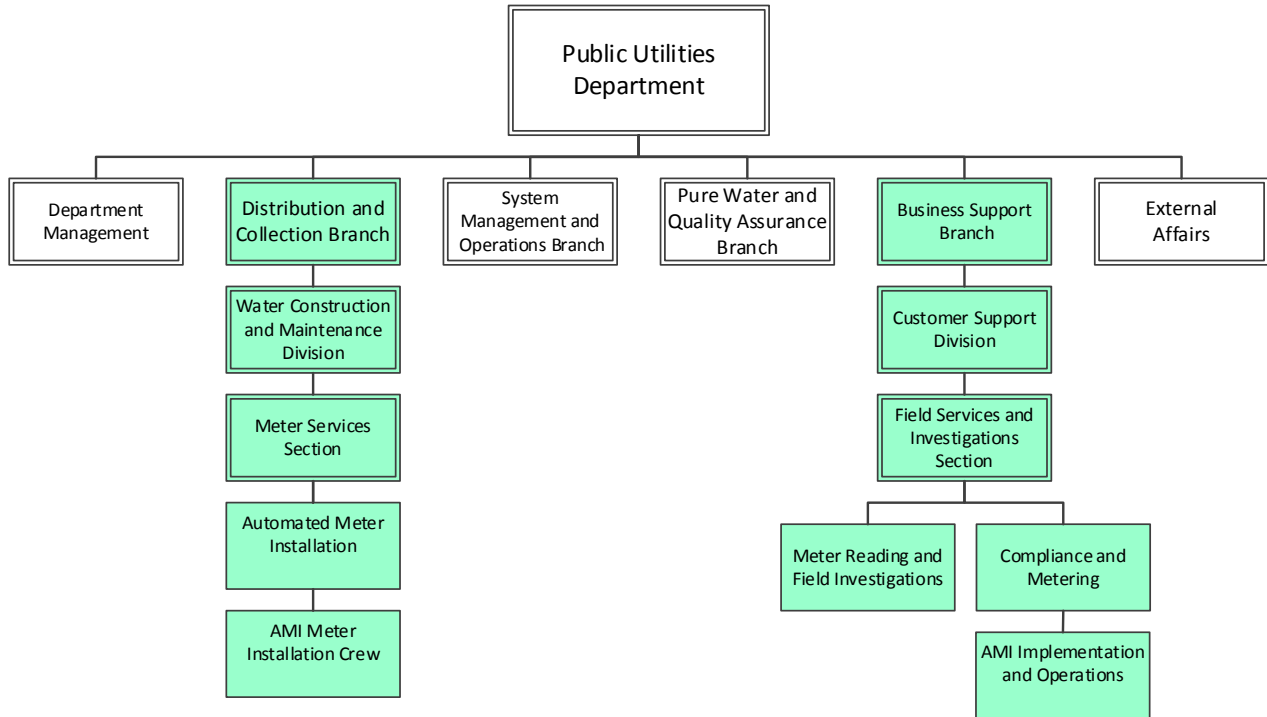 Public Utilities
Department
Department
Management
Distribution and
Collection Branch
System
Management and
Operations Branch
Pure Water and
Quality Assurance
Branch
Business Support
Branch
External
Affairs
Water Construction
and Maintenance
Division
Customer Support
Division
Meter Services
Section
Field Services and
Investigations
Section
Automated Meter
Installation
Meter Reading and
Field Investigations
Compliance and
Metering
AMI Meter
Installation Crew
AMI Implementation
and Operations